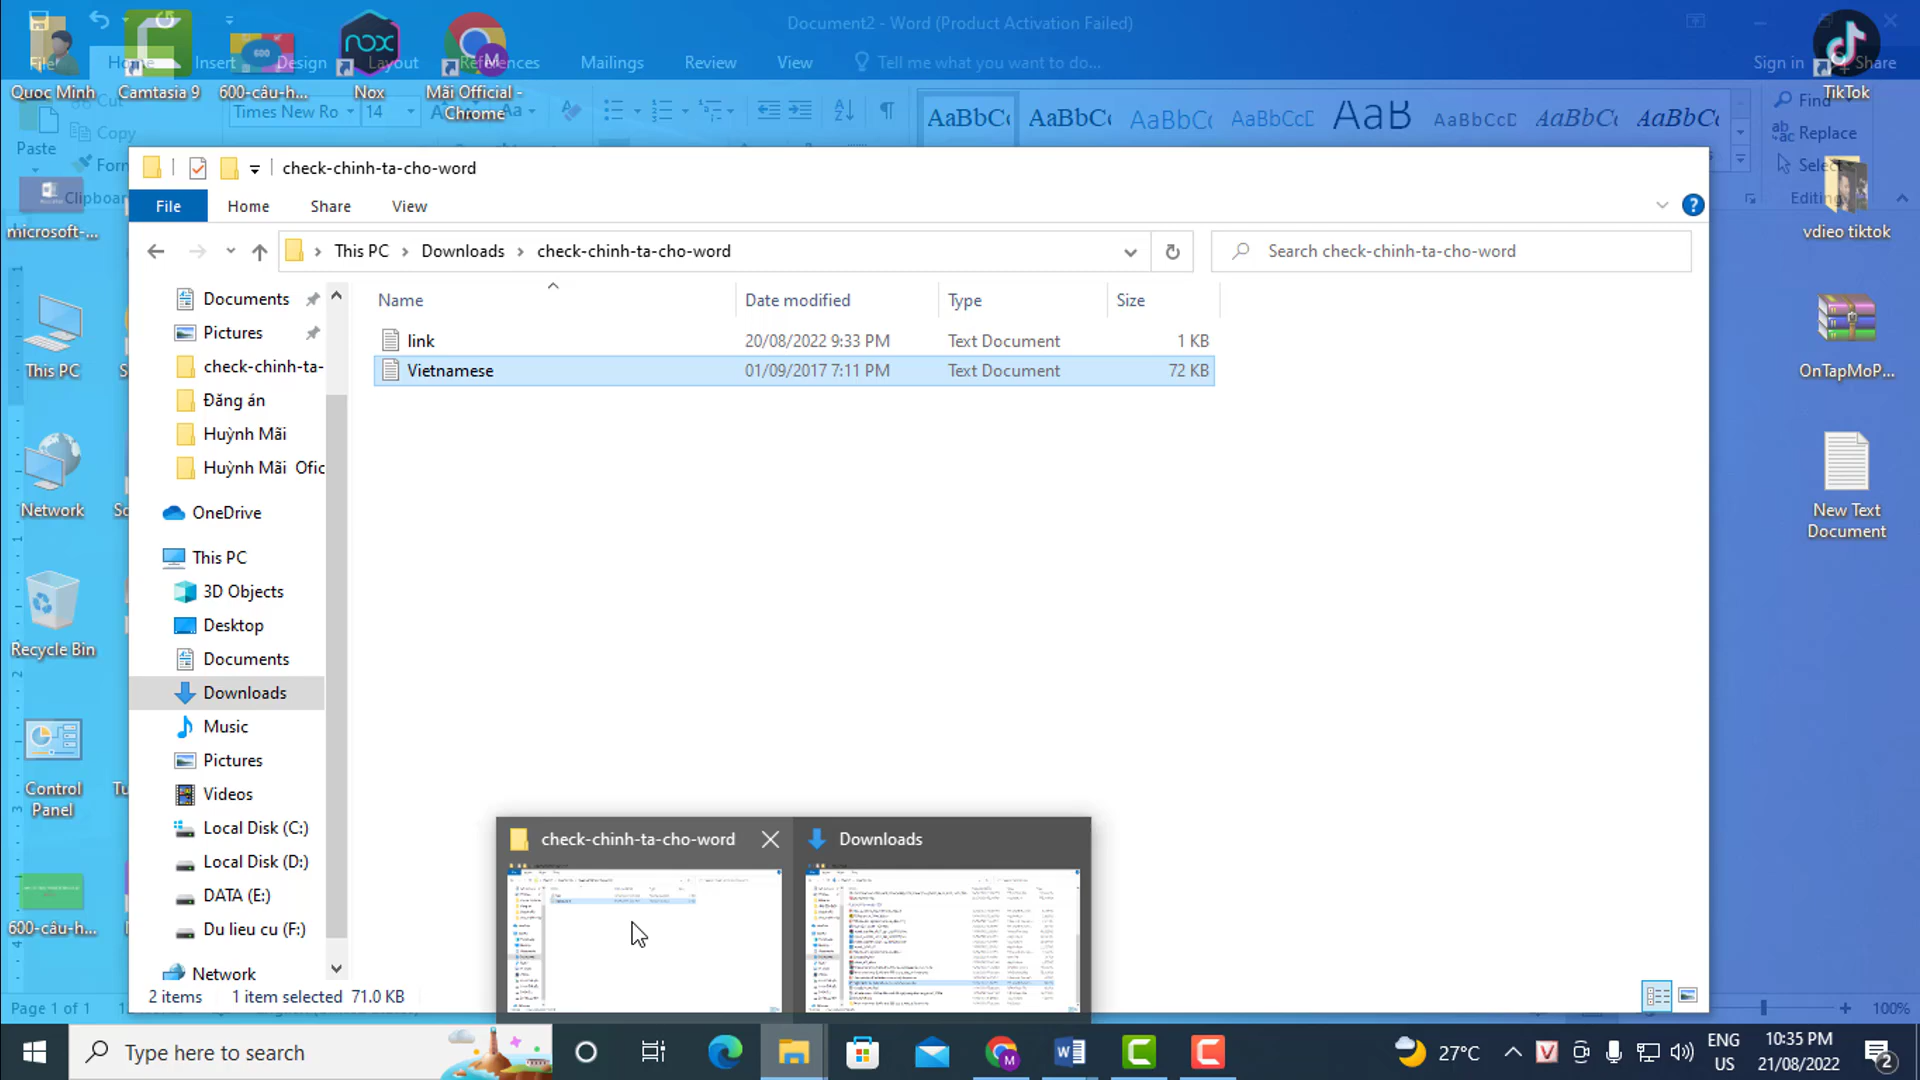 Document2 - Word (Product Activation Failed)
File Home Insert Design Layout References Mailings Review View Tell me what you want to do... Sign in Share
Quoc Minh
Camtasia 9
600-câu-h...
Nox
Mãi Official - Chrome
TikTok
Cut
Copy
Paste
Clipboard
Times New Ro 14 Aa
AaBbC AaBbC AaBbC AaBbCc AaB AaBbCcD AaBbC AaBbC
Find
Replace
Select
Editing
check-chinh-ta-cho-word
File Home Share View
This PC Downloads check-chinh-ta-cho-word
Search check-chinh-ta-cho-word
Name Date modified Type Size
link 20/08/2022 9:33 PM Text Document 1 KB
Vietnamese 01/09/2017 7:11 PM Text Document 72 KB
Documents
Pictures
check-chinh-ta-
Đăng án
Huỳnh Mãi
Huỳnh Mãi Ofic
OneDrive
This PC
3D Objects
Desktop
Documents
Downloads
Music
Pictures
Videos
Local Disk (C:)
Local Disk (D:)
DATA (E:)
Du lieu cu (F:)
Network
2 items 1 item selected 71.0 KB
microsoft-...
This PC
Network
Recycle Bin
Control Panel
600-câu-h...
vdieo tiktok
OnTapMoP...
New Text Document
check-chinh-ta-cho-word
Downloads
Page 1 of 1
100%
Type here to search
27°C
ENG
US
10:35 PM
21/08/2022
2